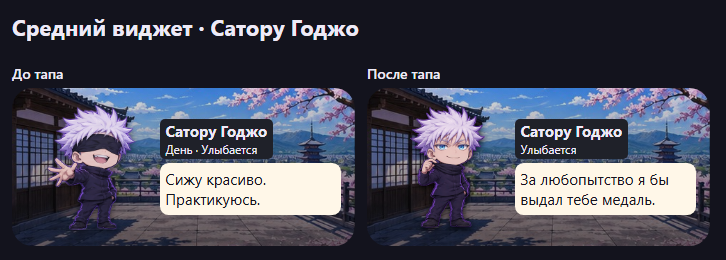 Средний виджет · Сатору Годжо
До тапа
Сатору Годжо
День · Улыбается
Сижу красиво.
Практикуюсь.
После тапа
Сатору Годжо
Улыбается
За любопытство я бы
выдал тебе медаль.